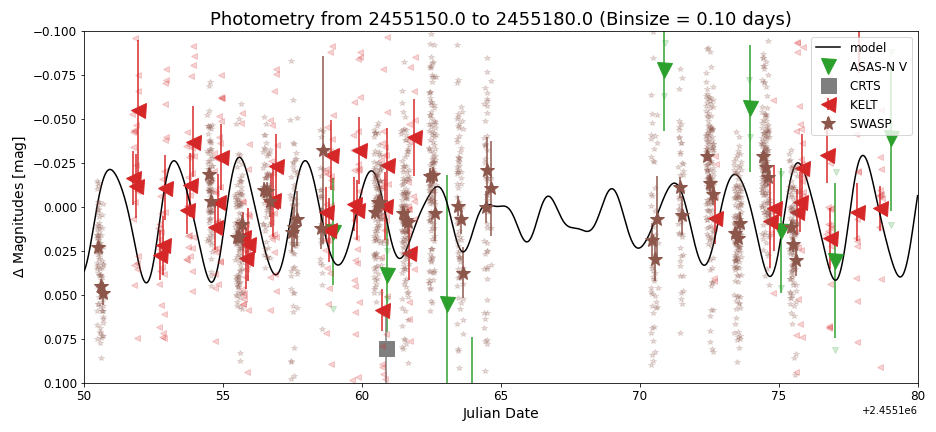 Photometry from 2455150.0 to 2455180.0 (Binsize = 0.10 days)
−0.100
−0.075
−0.050
−0.025
0.000
0.025
0.050
0.075
0.100
Δ Magnitudes [mag]
model
ASAS-N V
CRTS
KELT
SWASP
50
55
60
65
70
75
80
+2.4551e6
Julian Date